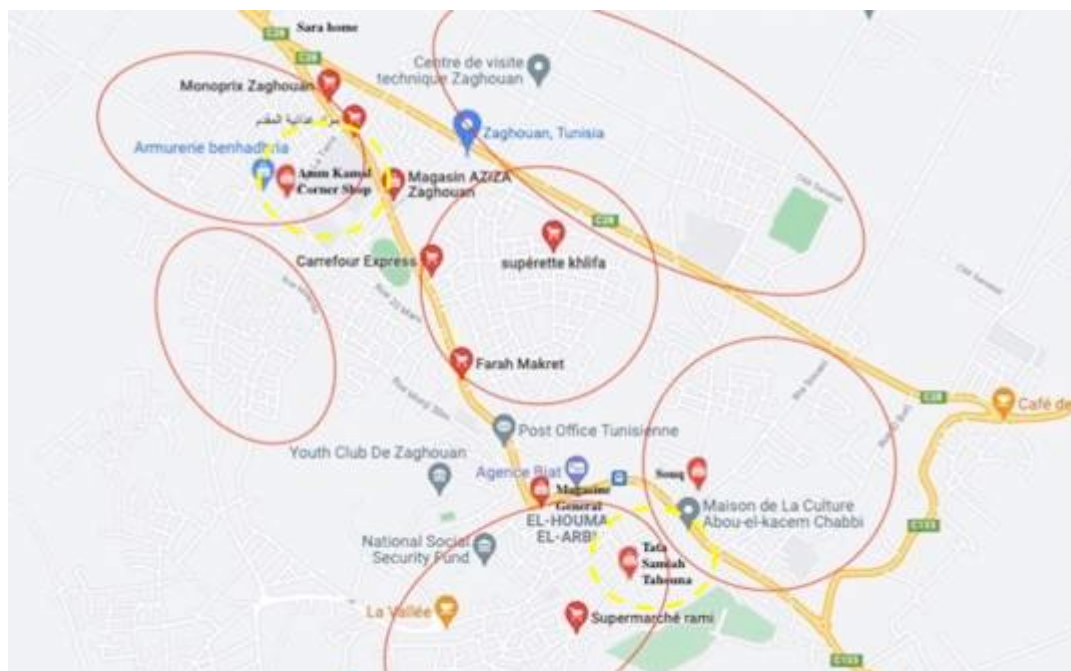 Sara home
C28
C28
Centre de visite
technique Zaghouan
Monoprix Zaghouan
Zaghouan, Tunisia
Armurerie benhadhria
Amm Kamal
Corner Shop
Magasin AZIZA
Zaghouan
C28
supérette khlifa
Carrefour Express
Farah Makret
C28
Café de
Post Office Tunisienne
Youth Club De Zaghouan
Agence Biat
Souq
Magasine
General
EL-HOUMA
EL-ARBI
Maison de La Culture
Abou-el-kacem Chabbi
C133
National Social
Security Fund
Tata
Samiah
Tahouna
La Vallée
Supermarché rami
C133